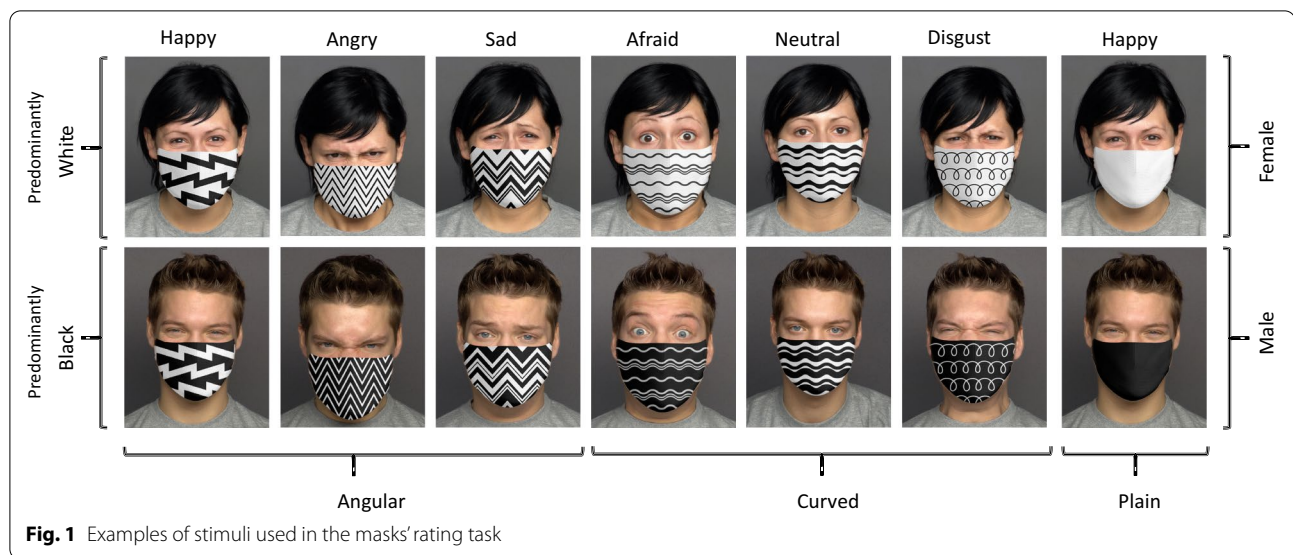 Happy Angry Sad Afraid Neutral Disgust Happy
Predominantly
White
Female
Predominantly
Black
Male
Angular Curved Plain
Fig. 1 Examples of stimuli used in the masks’ rating task